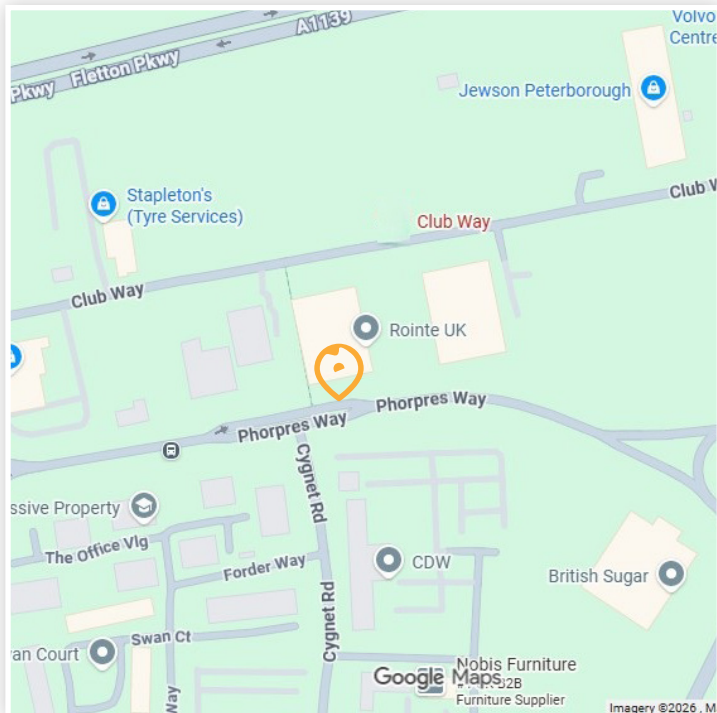 Volvo
Centre
A1139
Fletton Pkwy
Pkwy
Jewson Peterborough
Stapleton's
(Tyre Services)
Club Way
Club W
Club Way
Rointe UK
Phorpres Way
Phorpres Way
Cygnet Rd
ssive Property
The Office Vlg
CDW
Forder Way
British Sugar
Cygnet Rd
Swan Ct
an Court
Way
Nobis Furniture
B2B
Furniture Supplier
Google Maps
Imagery ©2026 , M